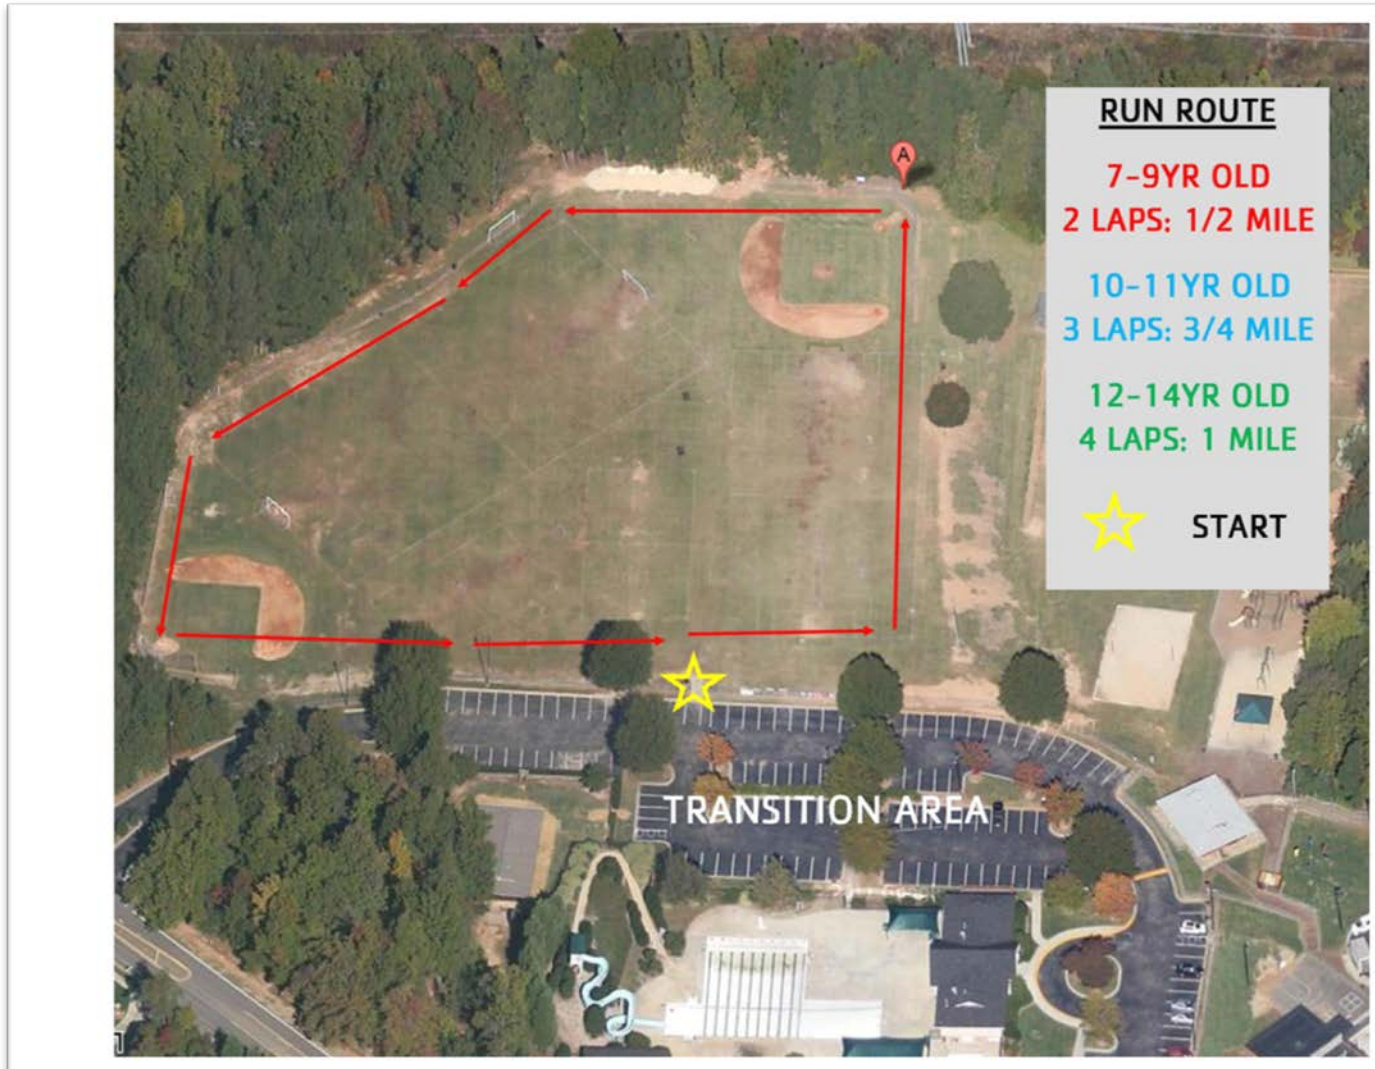 A
RUN ROUTE
7-9YR OLD
2 LAPS: 1/2 MILE
10-11YR OLD
3 LAPS: 3/4 MILE
12-14YR OLD
4 LAPS: 1 MILE
START
TRANSITION AREA